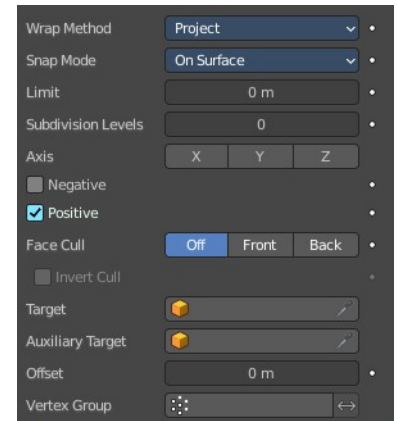 Wrap Method Project
Snap Mode On Surface
Limit 0 m
Subdivision Levels 0
Axis X Y Z
Negative
Positive
Face Cull Off Front Back
Invert Cull
Target
Auxiliary Target
Offset 0 m
Vertex Group